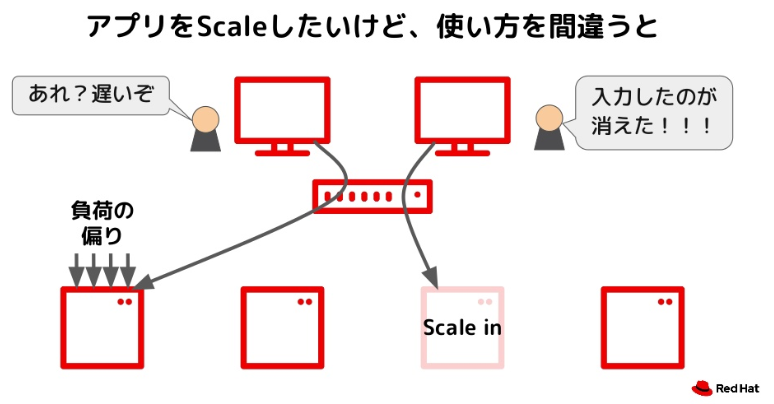 アプリをScaleしたいけど、使い方を間違うと
あれ？遅いぞ
入力したのが
消えた！！！
負荷の
偏り
Scale in
Red Hat